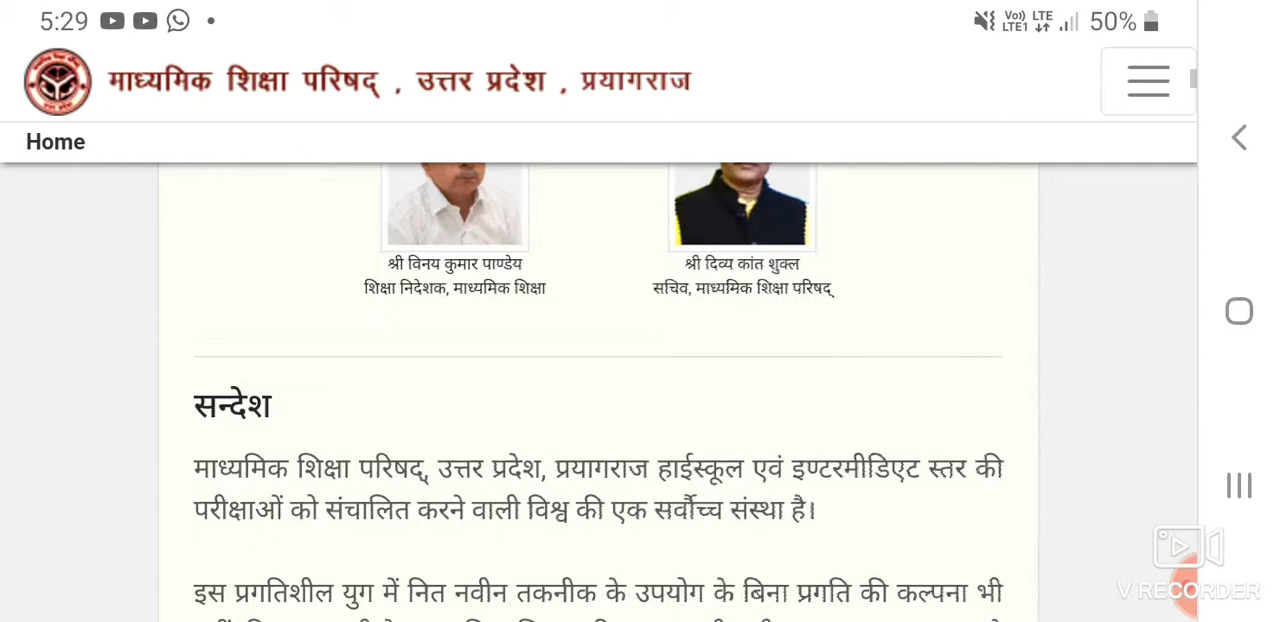 5:29
Vo) LTE
LTE1
50%
माध्यमिक शिक्षा परिषद् , उत्तर प्रदेश , प्रयागराज
Home
श्री विनय कुमार पाण्डेय
शिक्षा निदेशक, माध्यमिक शिक्षा
श्री दिव्य कांत शुक्ल
सचिव, माध्यमिक शिक्षा परिषद्
सन्देश
माध्यमिक शिक्षा परिषद्, उत्तर प्रदेश, प्रयागराज हाईस्कूल एवं इण्टरमीडिएट स्तर की
परीक्षाओं को संचालित करने वाली विश्व की एक सर्वोच्च संस्था है।
इस प्रगतिशील युग में नित नवीन तकनीक के उपयोग के बिना प्रगति की कल्पना भी
V RECORDER